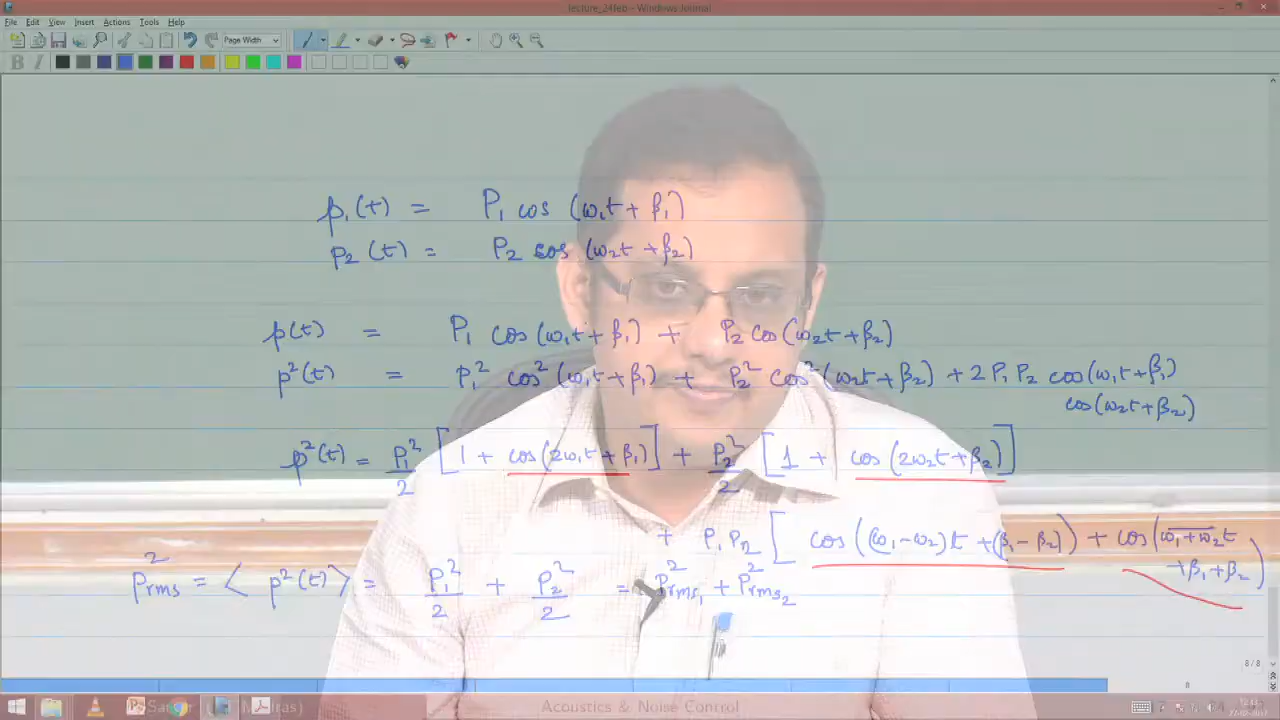 lecture_24feb - Windows Journal
File Edit View Insert Actions Tools Help
Page Width
B I
p₁(t) = P₁ cos (ω₁t + β₁)
P₂(t) = P₂ cos (ω₂t + β₂)
p(t) = P₁ cos (ω₁t + β₁) + P₂ cos(ω₂t + β₂)
p²(t) = P₁² cos² (ω₁t + β₁) + P₂² cos² (ω₂t + β₂) + 2 P₁ P₂ cos(ω₁t + β₁)
cos(ω₂t + β₂)
p²(t) = P₁²/2 [1 + cos(2ω₁t + β₁)] + P₂²/2 [1 + cos (2ω₂t + β₂)]
+ P₁P₂ [cos((ω₁-ω₂)t + (β₁-β₂)) + cos(ω₁+ω₂t
+β₁+β₂)
P²rms = < p²(t) > = P₁²/2 + P₂²/2 = P²rms₁ + P²rms₂
8/8
8
Acoustics & Noise Control